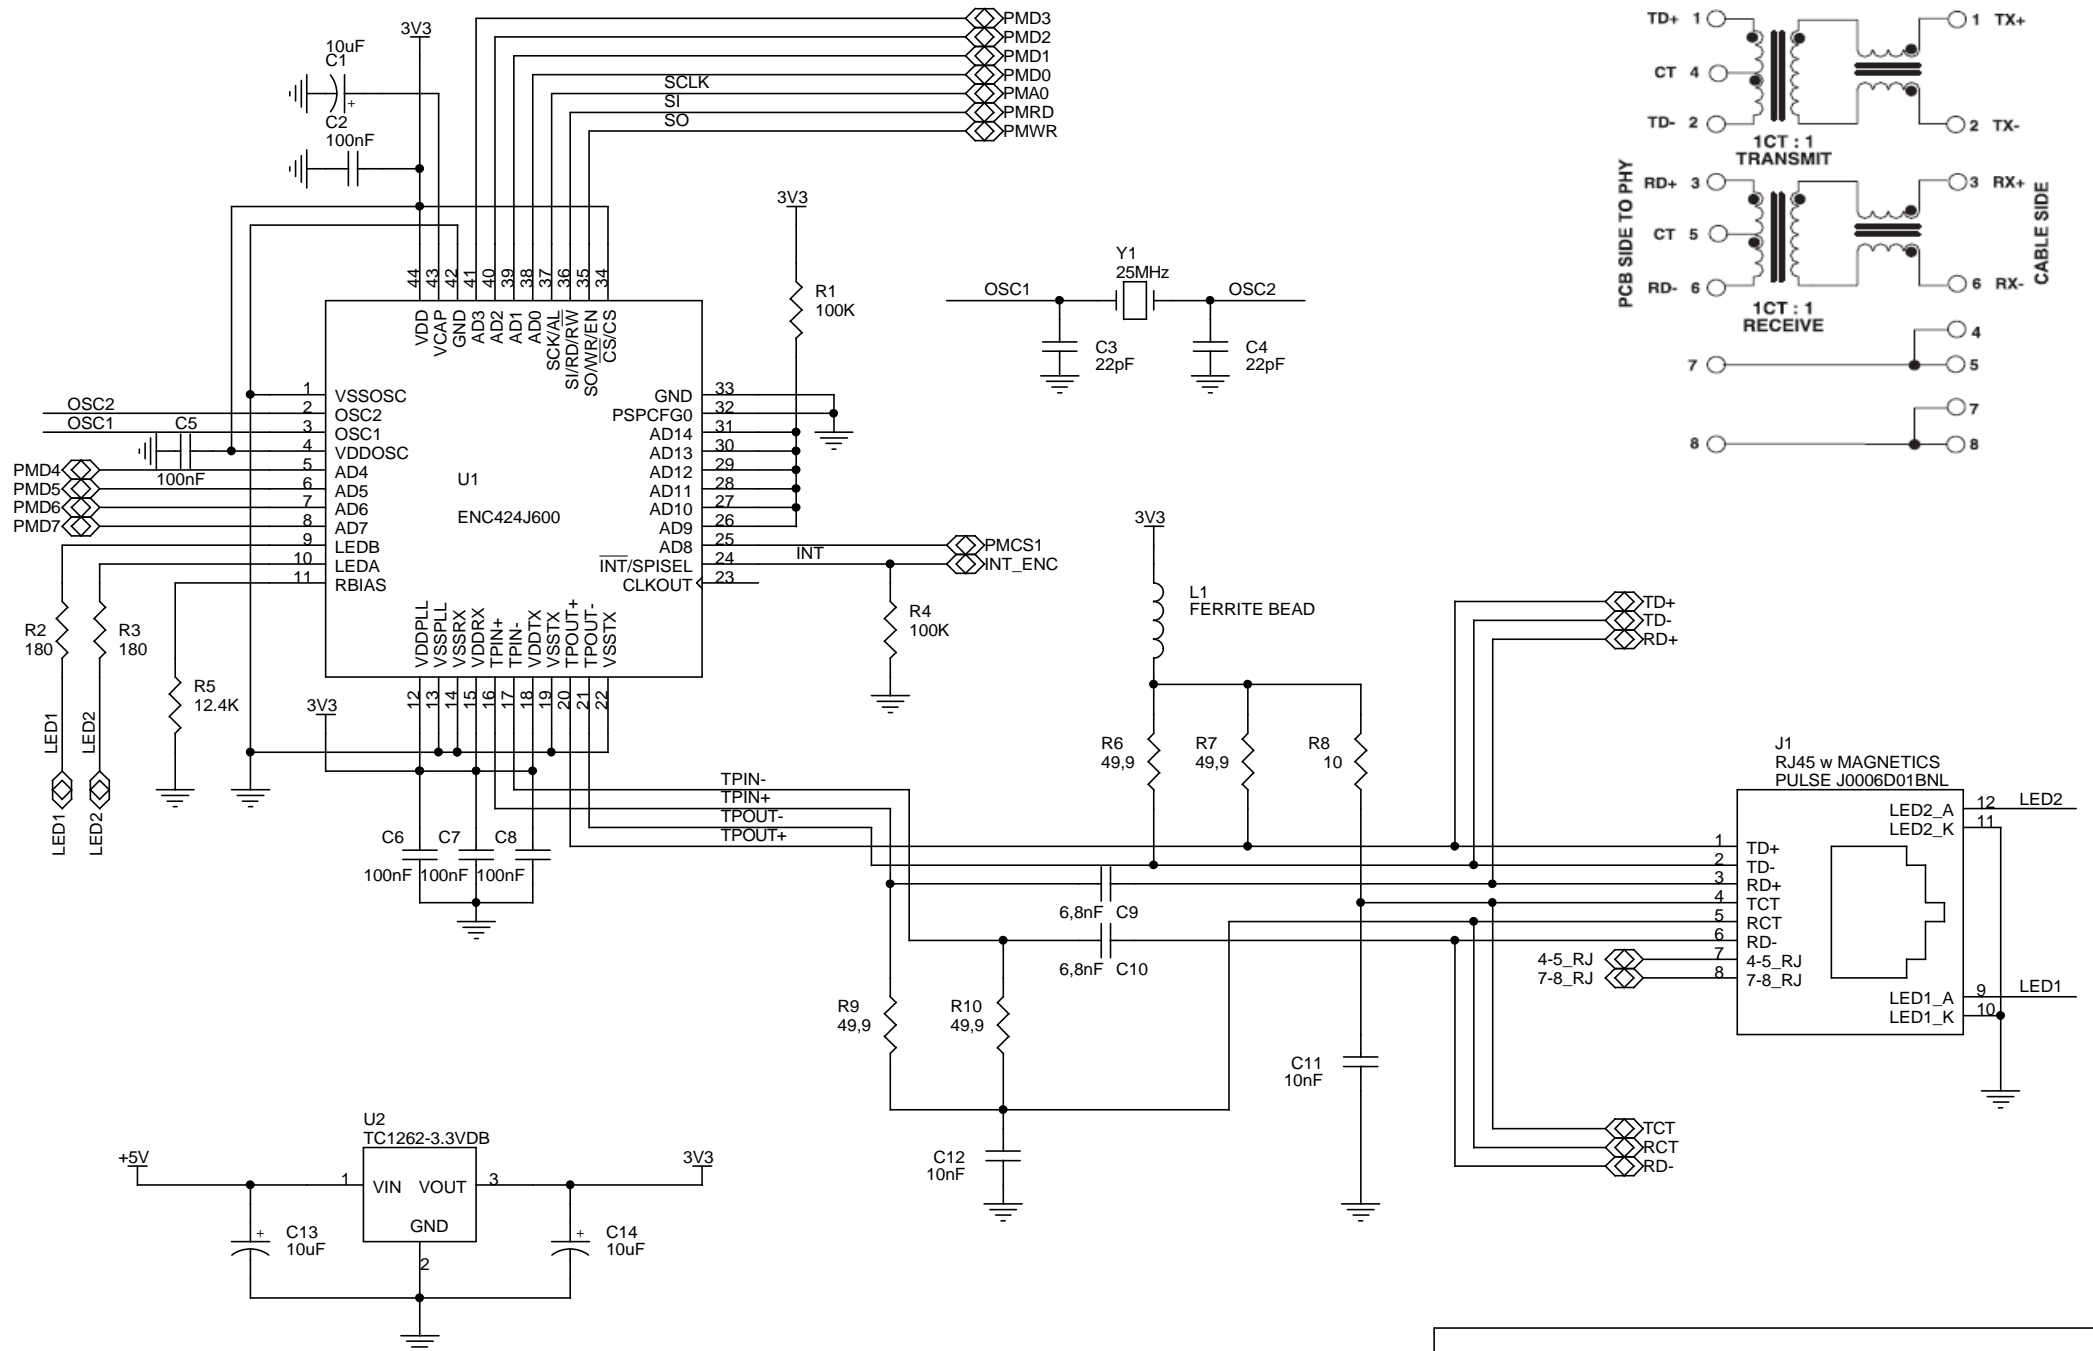 3V3
10uF
C1
+
C2
100nF
PMD3
PMD2
PMD1
PMD0
SCLK
PMA0
SI
PMRD
SO
PMWR
TD+ 1
CT 4
TD- 2
1 TX+
2 TX-
1CT : 1
TRANSMIT
RD+ 3
CT 5
RD- 6
3 RX+
6 RX-
1CT : 1
RECEIVE
PCB SIDE TO PHY
CABLE SIDE
4
7
5
7
8
8
3V3
R1
100K
Y1
25MHz
OSC1
OSC2
C3
22pF
C4
22pF
44
43
42
41
40
39
38
37
36
35
34
VDD
VCAP
GND
AD3
AD2
AD1
AD0
SCK/AL
SI/RD/RW
SO/WR/EN
CS/CS
1 VSSOSC
OSC2 2 OSC2
OSC1 3 OSC1
C5
100nF
4 VDDOSC
PMD4 5 AD4
PMD5 6 AD5
PMD6 7 AD6
PMD7 8 AD7
9 LEDB
10 LEDA
11 RBIAS
U1
ENC424J600
GND 33
PSPCFG0 32
AD14 31
AD13 30
AD12 29
AD11 28
AD10 27
AD9 26
AD8 25
INT/SPISEL 24
CLKOUT 23
PMCS1
INT
INT_ENC
R4
100K
VDDPLL
VSSPLL
VSSRX
VDDRX
TPIN+
TPIN-
VDDTX
VSSTX
TPOUT+
TPOUT-
VSSTX
12
13
14
15
16
17
18
19
20
21
22
R2
180
R3
180
R5
12.4K
LED1
LED2
LED1
LED2
3V3
C6
100nF
C7
100nF
C8
100nF
TPIN-
TPIN+
TPOUT-
TPOUT+
3V3
L1
FERRITE BEAD
R6
49,9
R7
49,9
R8
10
TD+
TD-
RD+
J1
RJ45 w MAGNETICS
PULSE J0006D01BNL
1 TD+
2 TD-
3 RD+
4 TCT
5 RCT
6 RD-
4-5_RJ 7 4-5_RJ
7-8_RJ 8 7-8_RJ
LED2_A 12 LED2
LED2_K 11
LED1_A 9 LED1
LED1_K 10
6,8nF C9
6,8nF C10
R9
49,9
R10
49,9
C11
10nF
C12
10nF
TCT
RCT
RD-
U2
TC1262-3.3VDB
+5V
1 VIN
VOUT 3
GND
2
3V3
+
C13
10uF
+
C14
10uF